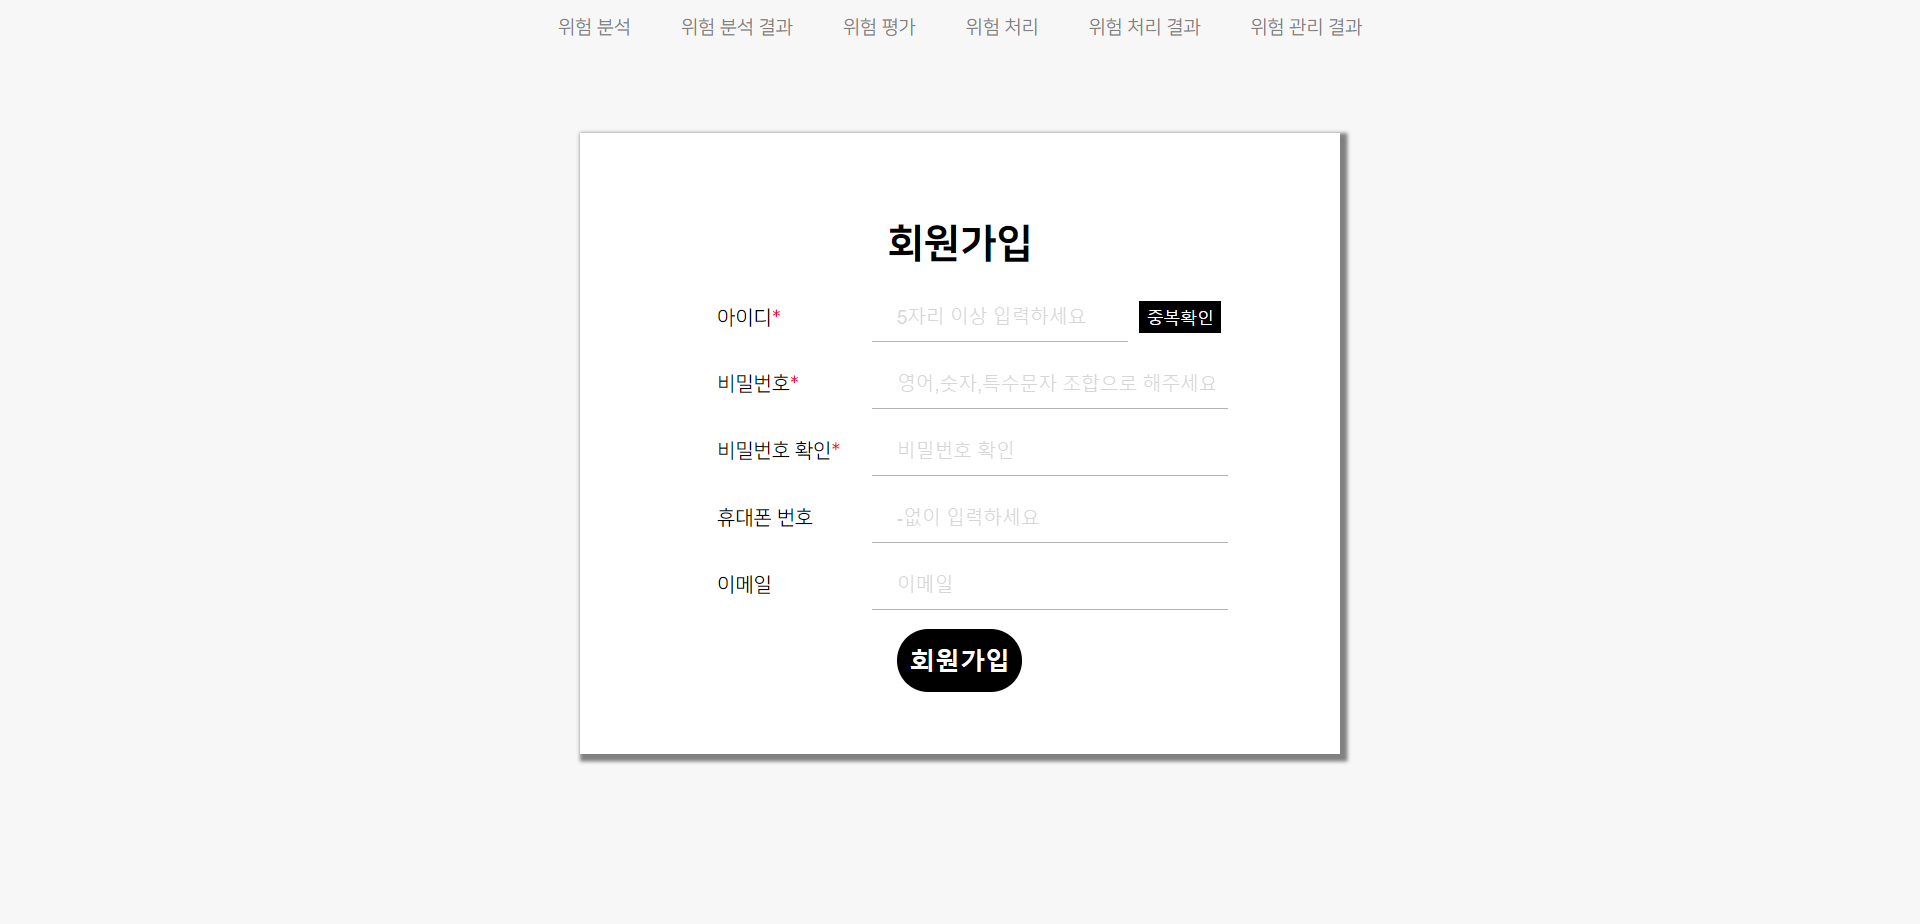 위험 분석 위험 분석 결과 위험 평가 위험 처리 위험 처리 결과 위험 관리 결과
회원가입
아이디* 5자리 이상 입력하세요 중복확인
비밀번호* 영어,숫자,특수문자 조합으로 해주세요
비밀번호 확인* 비밀번호 확인
휴대폰 번호 -없이 입력하세요
이메일 이메일
회원가입